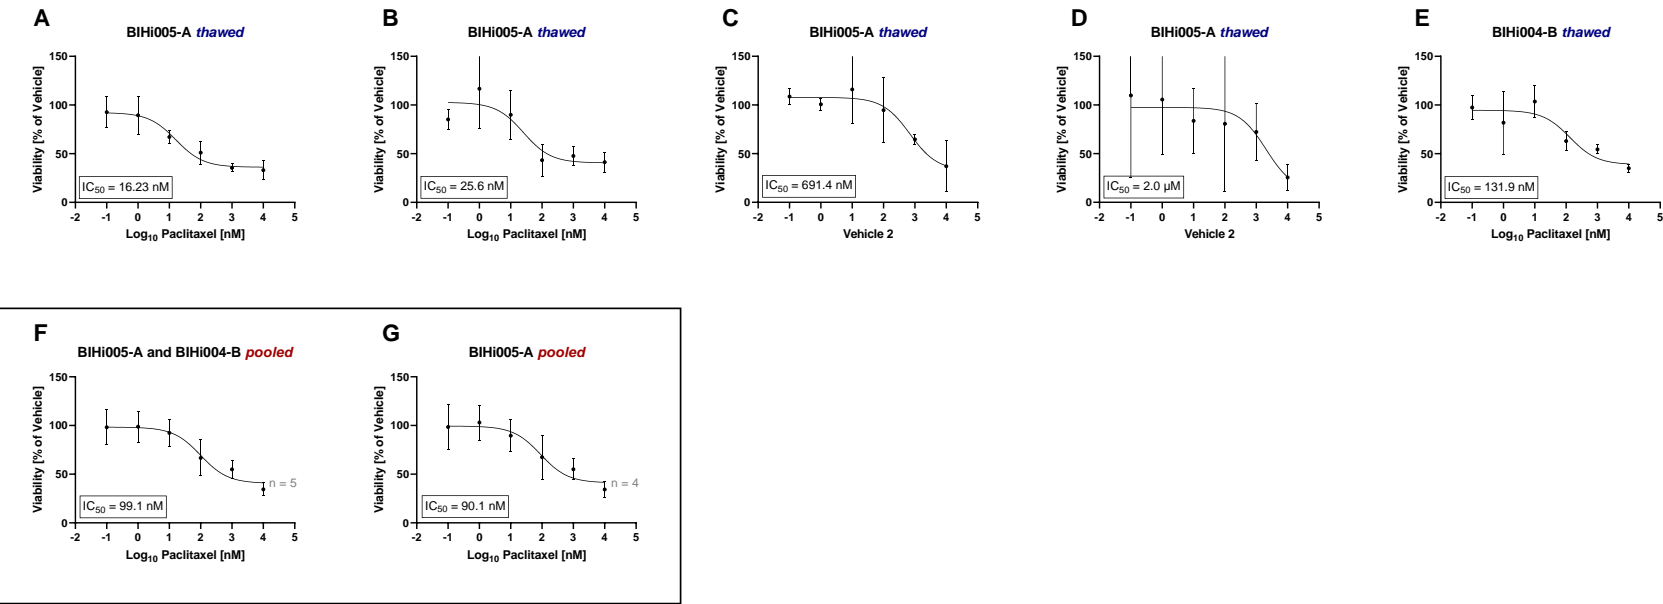 A
BIHi005-A thawed
Viability [% of Vehicle]
150
100
50
0
IC50 = 16.23 nM
-2 -1 0 1 2 3 4 5
Log10 Paclitaxel [nM]
B
BIHi005-A thawed
Viability [% of Vehicle]
150
100
50
0
IC50 = 25.6 nM
-2 -1 0 1 2 3 4 5
Log10 Paclitaxel [nM]
C
BIHi005-A thawed
Viability [% of Vehicle]
150
100
50
0
IC50 = 691.4 nM
-2 -1 0 1 2 3 4 5
Vehicle 2
D
BIHi005-A thawed
Viability [% of Vehicle]
150
100
50
0
IC50 = 2.0 µM
-2 -1 0 1 2 3 4 5
Vehicle 2
E
BIHi004-B thawed
Viability [% of Vehicle]
150
100
50
0
IC50 = 131.9 nM
-2 -1 0 1 2 3 4 5
Log10 Paclitaxel [nM]
F
BIHi005-A and BIHi004-B pooled
Viability [% of Vehicle]
150
100
50
0
n = 5
IC50 = 99.1 nM
-2 -1 0 1 2 3 4 5
Log10 Paclitaxel [nM]
G
BIHi005-A pooled
Viability [% of Vehicle]
150
100
50
0
n = 4
IC50 = 90.1 nM
-2 -1 0 1 2 3 4 5
Log10 Paclitaxel [nM]